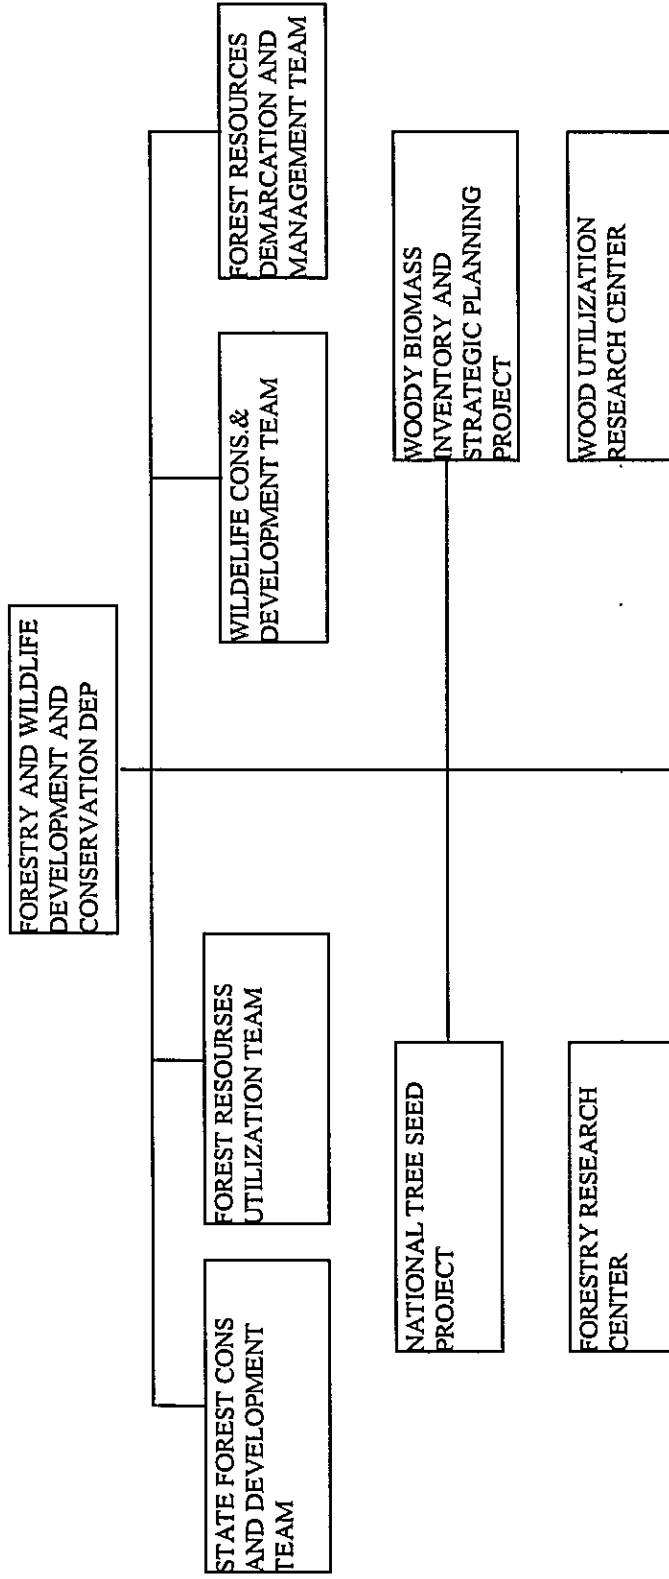 FORESTRY AND WILDLIFE
DEVELOPMENT AND
CONSERVATION DEP
STATE FOREST CONS
AND DEVELOPMENT
TEAM
FOREST RESOURSES
UTILIZATION TEAM
WILDELIFE CONS.&
DEVELOPMENT TEAM
FOREST RESOURCES
DEMARCATION AND
MANAGEMENT TEAM
NATIONAL TREE SEED
PROJECT
WOODY BIOMASS
INVENTORY AND
STRATEGIC PLANNING
PROJECT
FORESTRY RESEARCH
CENTER
WOOD UTILIZATION
RESEARCH CENTER